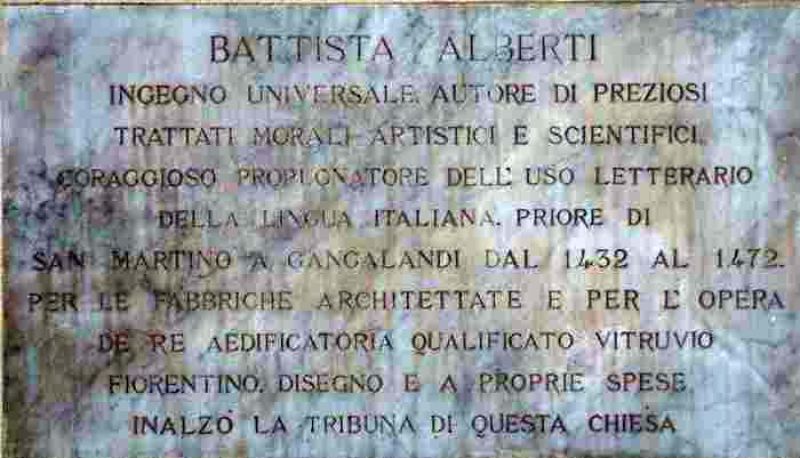 BATTISTA ALBERTI
INGEGNO UNIVERSALE. AUTORE DI PREZIOSI
TRATTATI MORALI ARTISTICI E SCIENTIFICI.
CORAGGIOSO PROPUGNATORE DELL' USO LETTERARIO
DELLA LINGUA ITALIANA. PRIORE DI
SAN MARTINO A GANGALANDI DAL 1432 AL 1472.
PER LE FABBRICHE ARCHITETTATE E PER L' OPERA
DE RE AEDIFICATORIA QUALIFICATO VITRUVIO
FIORENTINO. DISEGNO E A PROPRIE SPESE
INALZO LA TRIBUNA DI QUESTA CHIESA